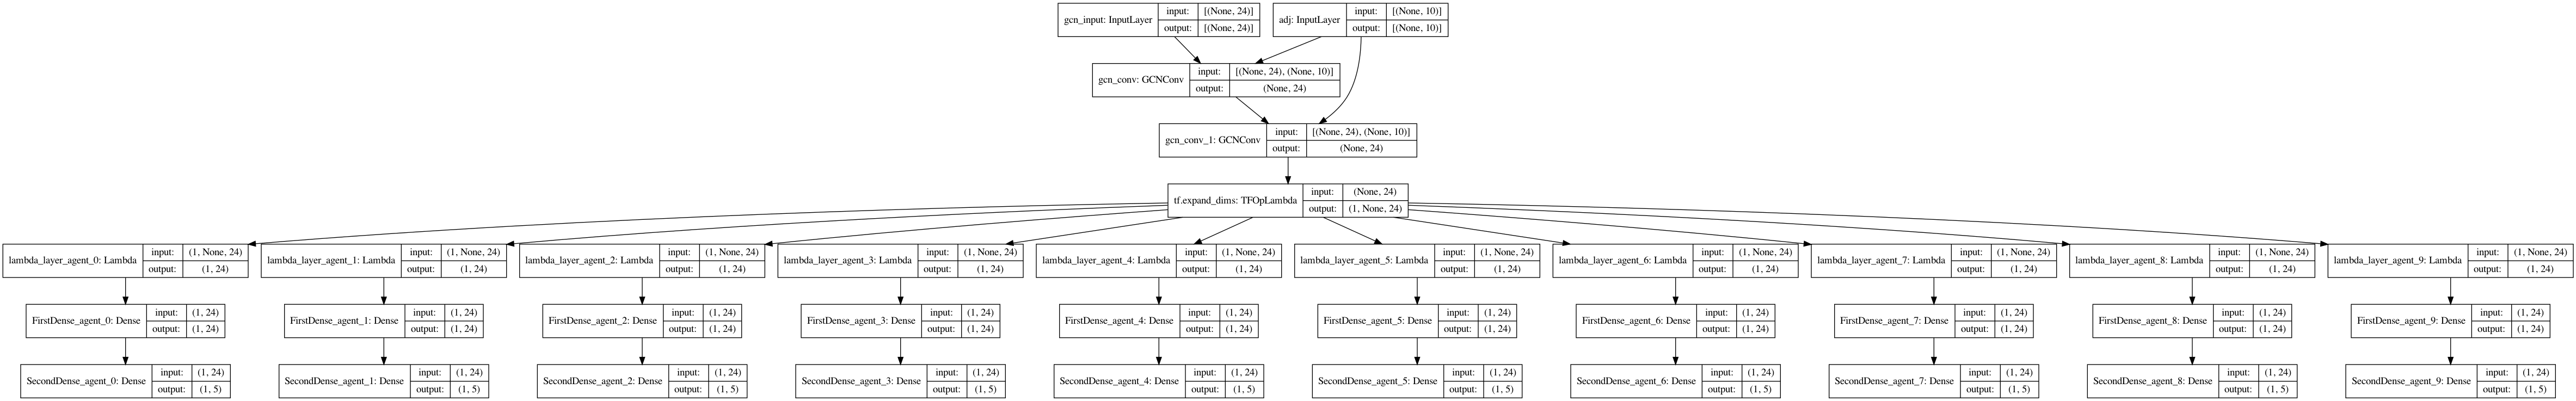 gcn_input: InputLayer input: [(None, 24)] output: [(None, 24)]
adj: InputLayer input: [(None, 10)] output: [(None, 10)]
gcn_conv: GCNConv input: [(None, 24), (None, 10)] output: (None, 24)
gcn_conv_1: GCNConv input: [(None, 24), (None, 10)] output: (None, 24)
tf.expand_dims: TFOpLambda input: (None, 24) output: (1, None, 24)
lambda_layer_agent_0: Lambda input: (1, None, 24) output: (1, 24)
lambda_layer_agent_1: Lambda input: (1, None, 24) output: (1, 24)
lambda_layer_agent_2: Lambda input: (1, None, 24) output: (1, 24)
lambda_layer_agent_3: Lambda input: (1, None, 24) output: (1, 24)
lambda_layer_agent_4: Lambda input: (1, None, 24) output: (1, 24)
lambda_layer_agent_5: Lambda input: (1, None, 24) output: (1, 24)
lambda_layer_agent_6: Lambda input: (1, None, 24) output: (1, 24)
lambda_layer_agent_7: Lambda input: (1, None, 24) output: (1, 24)
lambda_layer_agent_8: Lambda input: (1, None, 24) output: (1, 24)
lambda_layer_agent_9: Lambda input: (1, None, 24) output: (1, 24)
FirstDense_agent_0: Dense input: (1, 24) output: (1, 24)
FirstDense_agent_1: Dense input: (1, 24) output: (1, 24)
FirstDense_agent_2: Dense input: (1, 24) output: (1, 24)
FirstDense_agent_3: Dense input: (1, 24) output: (1, 24)
FirstDense_agent_4: Dense input: (1, 24) output: (1, 24)
FirstDense_agent_5: Dense input: (1, 24) output: (1, 24)
FirstDense_agent_6: Dense input: (1, 24) output: (1, 24)
FirstDense_agent_7: Dense input: (1, 24) output: (1, 24)
FirstDense_agent_8: Dense input: (1, 24) output: (1, 24)
FirstDense_agent_9: Dense input: (1, 24) output: (1, 24)
SecondDense_agent_0: Dense input: (1, 24) output: (1, 5)
SecondDense_agent_1: Dense input: (1, 24) output: (1, 5)
SecondDense_agent_2: Dense input: (1, 24) output: (1, 5)
SecondDense_agent_3: Dense input: (1, 24) output: (1, 5)
SecondDense_agent_4: Dense input: (1, 24) output: (1, 5)
SecondDense_agent_5: Dense input: (1, 24) output: (1, 5)
SecondDense_agent_6: Dense input: (1, 24) output: (1, 5)
SecondDense_agent_7: Dense input: (1, 24) output: (1, 5)
SecondDense_agent_8: Dense input: (1, 24) output: (1, 5)
SecondDense_agent_9: Dense input: (1, 24) output: (1, 5)